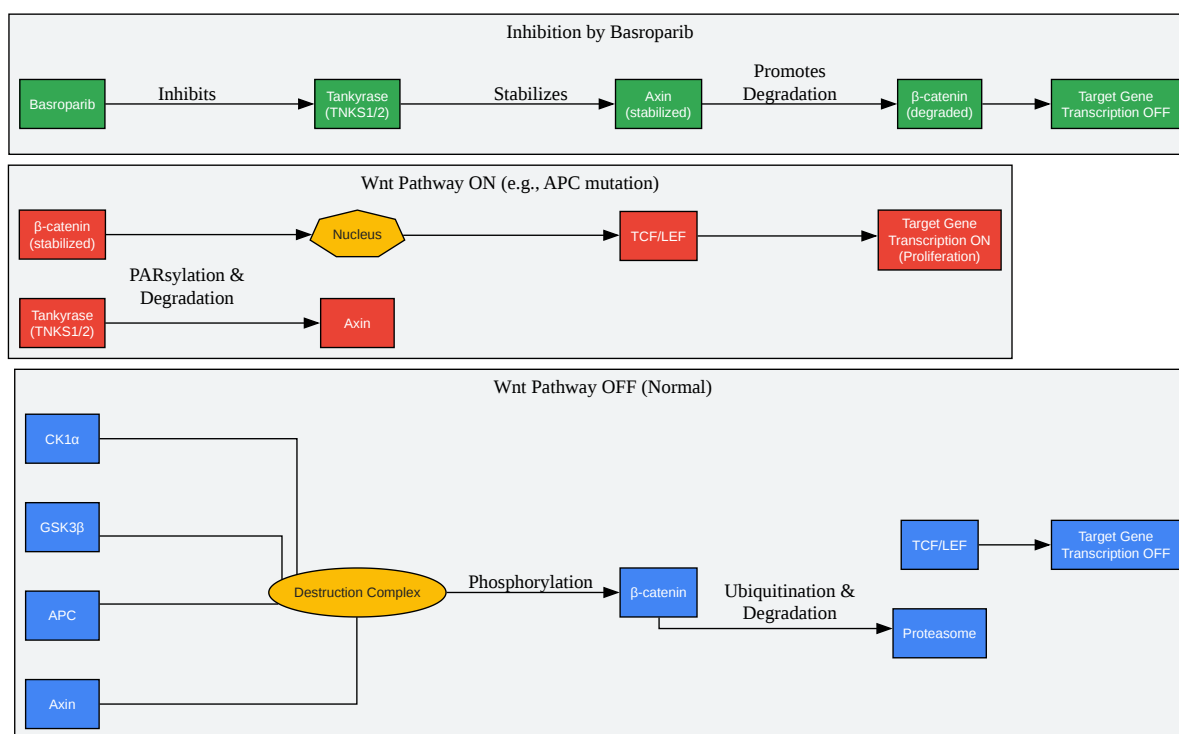 Inhibition by Basroparib
Basroparib
Inhibits
Tankyrase
(TNKS1/2)
Stabilizes
Axin
(stabilized)
Promotes
Degradation
β-catenin
(degraded)
Target Gene
Transcription OFF
Wnt Pathway ON (e.g., APC mutation)
β-catenin
(stabilized)
Nucleus
TCF/LEF
Target Gene
Transcription ON
(Proliferation)
PARsylation &
Degradation
Tankyrase
(TNKS1/2)
Axin
Wnt Pathway OFF (Normal)
CK1α
GSK3β
APC
Axin
Destruction Complex
Phosphorylation
β-catenin
Ubiquitination &
Degradation
Proteasome
TCF/LEF
Target Gene
Transcription OFF